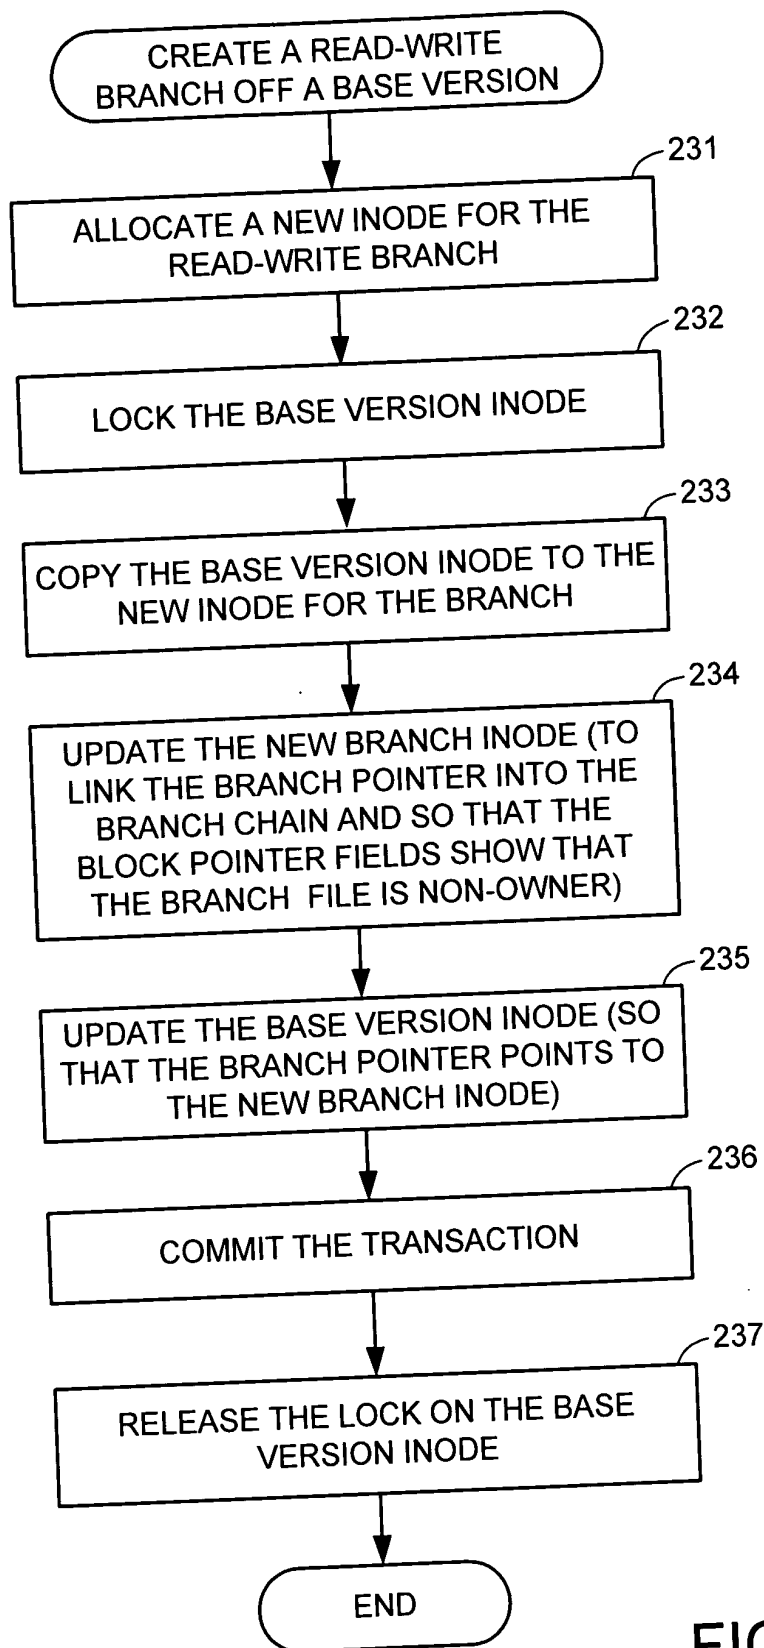 CREATE A READ-WRITE
BRANCH OFF A BASE VERSION
231
ALLOCATE A NEW INODE FOR THE
READ-WRITE BRANCH
232
LOCK THE BASE VERSION INODE
233
COPY THE BASE VERSION INODE TO THE
NEW INODE FOR THE BRANCH
234
UPDATE THE NEW BRANCH INODE (TO
LINK THE BRANCH POINTER INTO THE
BRANCH CHAIN AND SO THAT THE
BLOCK POINTER FIELDS SHOW THAT
THE BRANCH FILE IS NON-OWNER)
235
UPDATE THE BASE VERSION INODE (SO
THAT THE BRANCH POINTER POINTS TO
THE NEW BRANCH INODE)
236
COMMIT THE TRANSACTION
237
RELEASE THE LOCK ON THE BASE
VERSION INODE
END